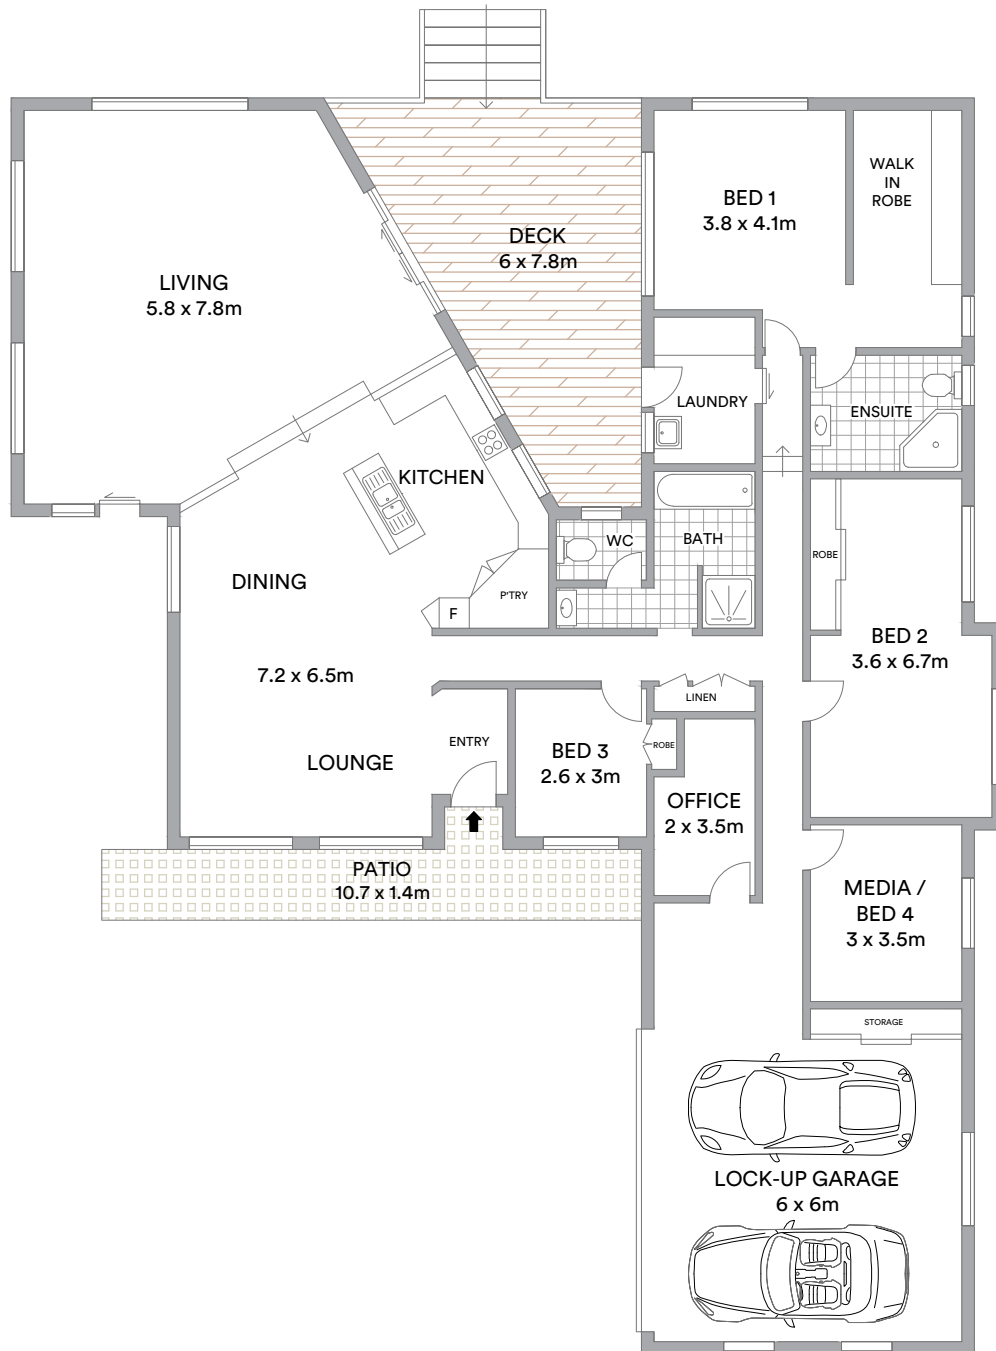 WALK
IN
ROBE
BED 1
3.8 x 4.1m
DECK
6 x 7.8m
LIVING
5.8 x 7.8m
LAUNDRY
ENSUITE
KITCHEN
WC
BATH
ROBE
DINING
P'TRY
F
BED 2
3.6 x 6.7m
7.2 x 6.5m
LINEN
ENTRY
ROBE
BED 3
2.6 x 3m
LOUNGE
OFFICE
2 x 3.5m
PATIO
10.7 x 1.4m
MEDIA /
BED 4
3 x 3.5m
STORAGE
LOCK-UP GARAGE
6 x 6m